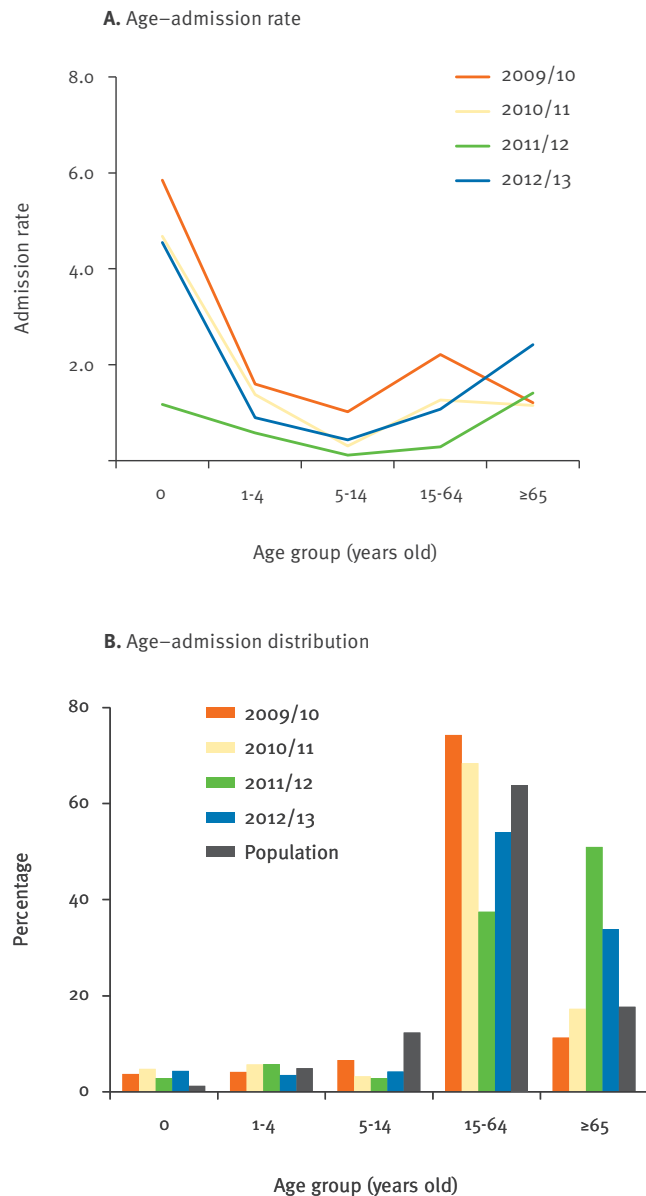 A. Age–admission rate
8.0
6.0
4.0
2.0
Admission rate
2009/10
2010/11
2011/12
2012/13
0 1-4 5-14 15-64 ≥65
Age group (years old)
B. Age–admission distribution
80
60
40
20
0
Percentage
2009/10
2010/11
2011/12
2012/13
Population
0 1-4 5-14 15-64 ≥65
Age group (years old)